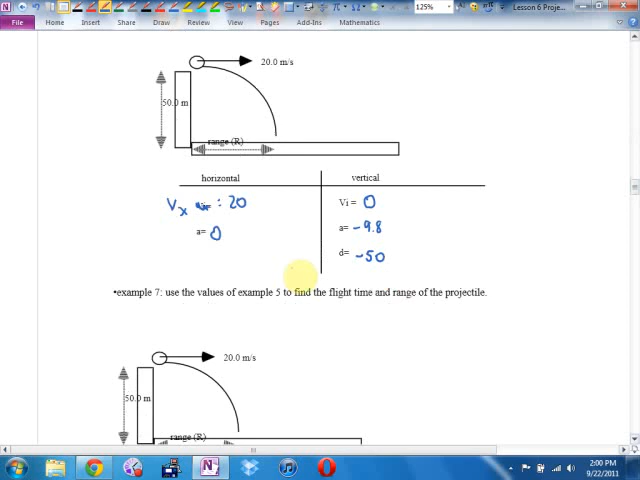 125%
Lesson 6 Proje...
File
Home
Insert
Share
Draw
Review
View
Pages
Add-Ins
Mathematics
20.0 m/s
50.0 m
range (R)
horizontal
vertical
Vx : 20
Vi = 0
a= 0
a= -9.8
d= -50
•example 7: use the values of example 5 to find the flight time and range of the projectile.
20.0 m/s
50.0 m
range (R)
2:00 PM
9/22/2011